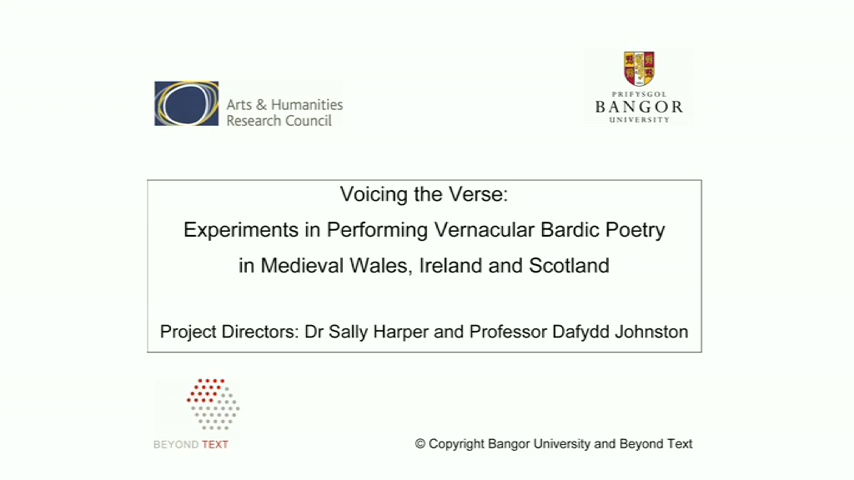 Arts & Humanities
Research Council
PRIFYSGOL
BANGOR
UNIVERSITY
Voicing the Verse:
Experiments in Performing Vernacular Bardic Poetry
in Medieval Wales, Ireland and Scotland
Project Directors: Dr Sally Harper and Professor Dafydd Johnston
BEYOND TEXT
© Copyright Bangor University and Beyond Text